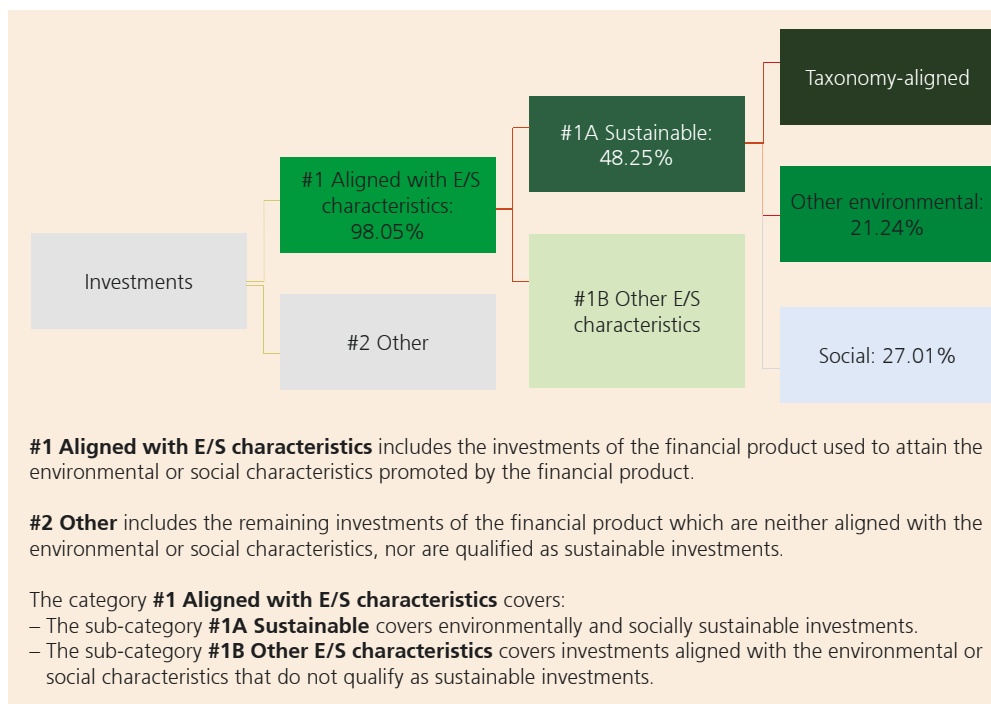 Taxonomy-aligned
#1A Sustainable:
48.25%
#1 Aligned with E/S
characteristics:
98.05%
Other environmental:
21.24%
Investments
#1B Other E/S
characteristics
#2 Other
Social: 27.01%
#1 Aligned with E/S characteristics includes the investments of the financial product used to attain the
environmental or social characteristics promoted by the financial product.
#2 Other includes the remaining investments of the financial product which are neither aligned with the
environmental or social characteristics, nor are qualified as sustainable investments.
The category #1 Aligned with E/S characteristics covers:
– The sub-category #1A Sustainable covers environmentally and socially sustainable investments.
– The sub-category #1B Other E/S characteristics covers investments aligned with the environmental or
social characteristics that do not qualify as sustainable investments.